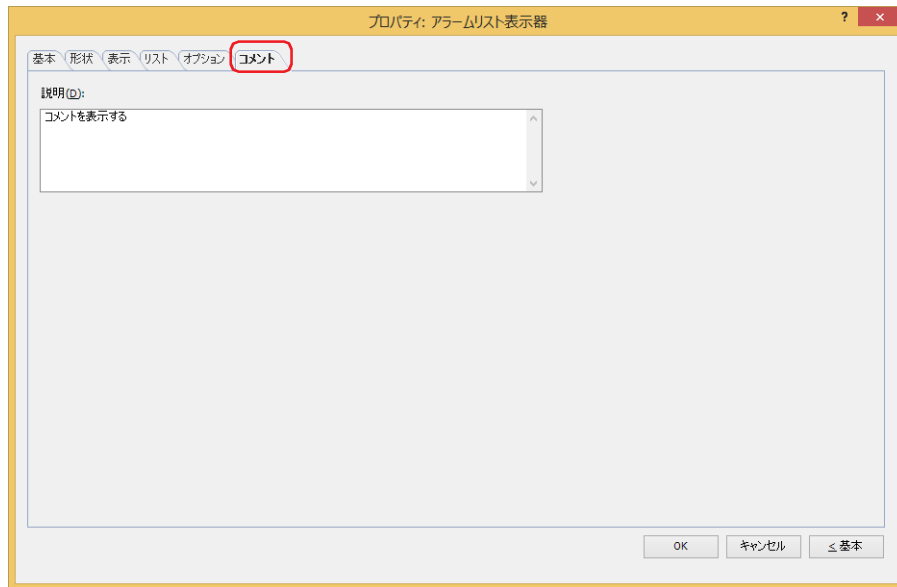 プロパティ: アラームリスト表示器
? ×
基本 形状 表示 リスト オプション コメント
説明(D):
コメントを表示する
OK キャンセル ≤ 基本